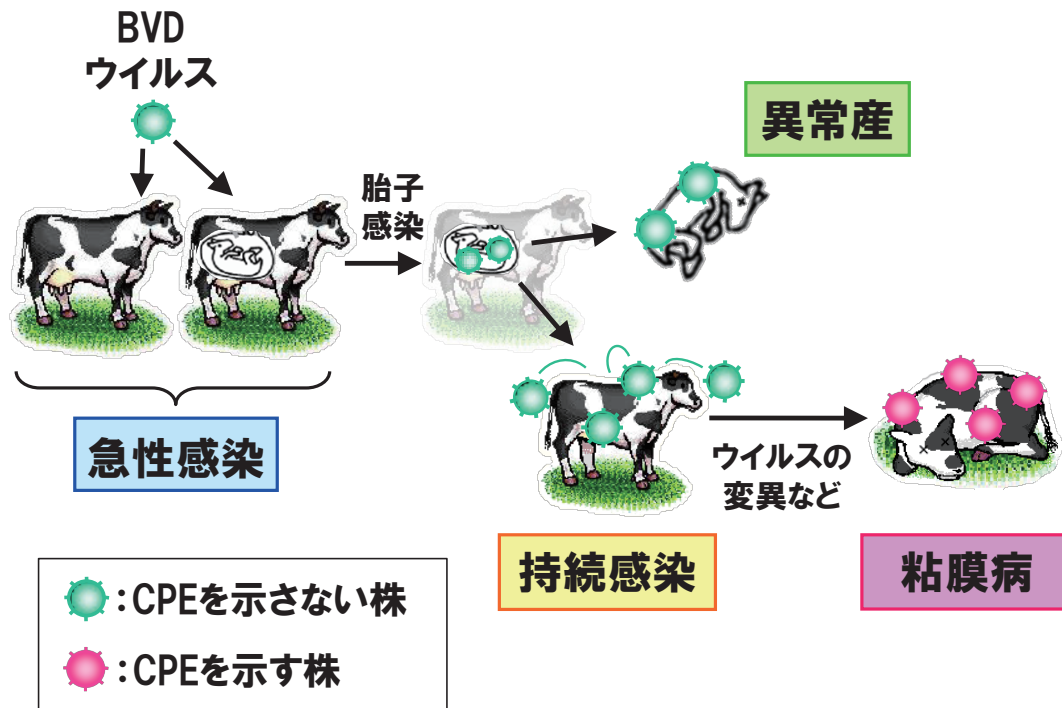 BVD
ウイルス
異常産
胎子
感染
急性感染
ウイルスの
変異など
持続感染
粘膜病
：CPEを示さない株
：CPEを示す株